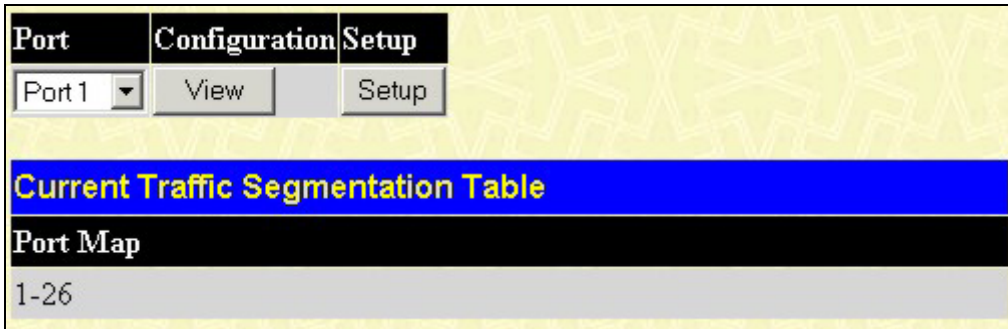 Port Configuration Setup
Port 1 View Setup
Current Traffic Segmentation Table
Port Map
1-26